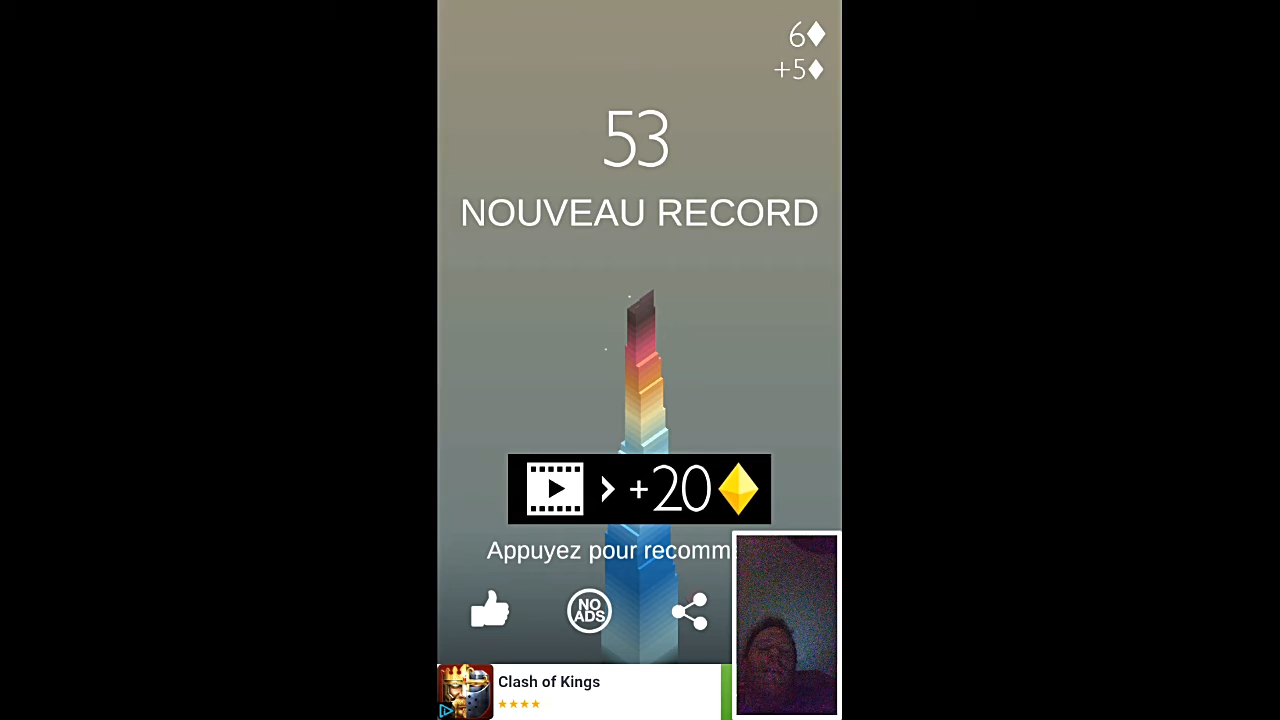 6
+5
53
NOUVEAU RECORD
+20
Appuyez pour recomm
NO
ADS
Clash of Kings